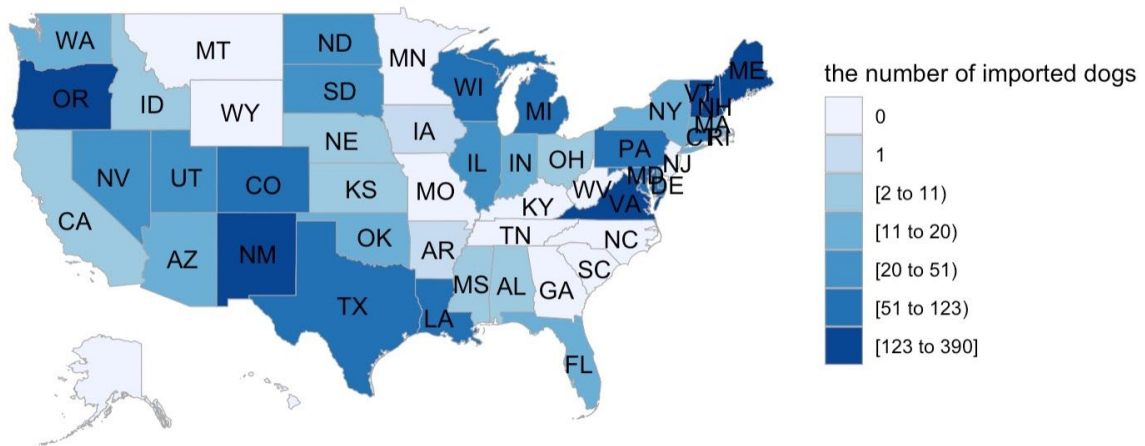 the number of imported dogs
0
1
[2 to 11)
[11 to 20)
[20 to 51)
[51 to 123)
[123 to 390]
WA
MT
ND
MN
ME
OR
ID
WY
SD
WI
MI
NY
VT
NH
MA
CT
RI
NE
IA
NV
UT
CO
KS
MO
IL
IN
OH
PA
NJ
MD
DE
WV
VA
KY
CA
AZ
NM
OK
AR
TN
NC
SC
TX
LA
MS
AL
GA
FL